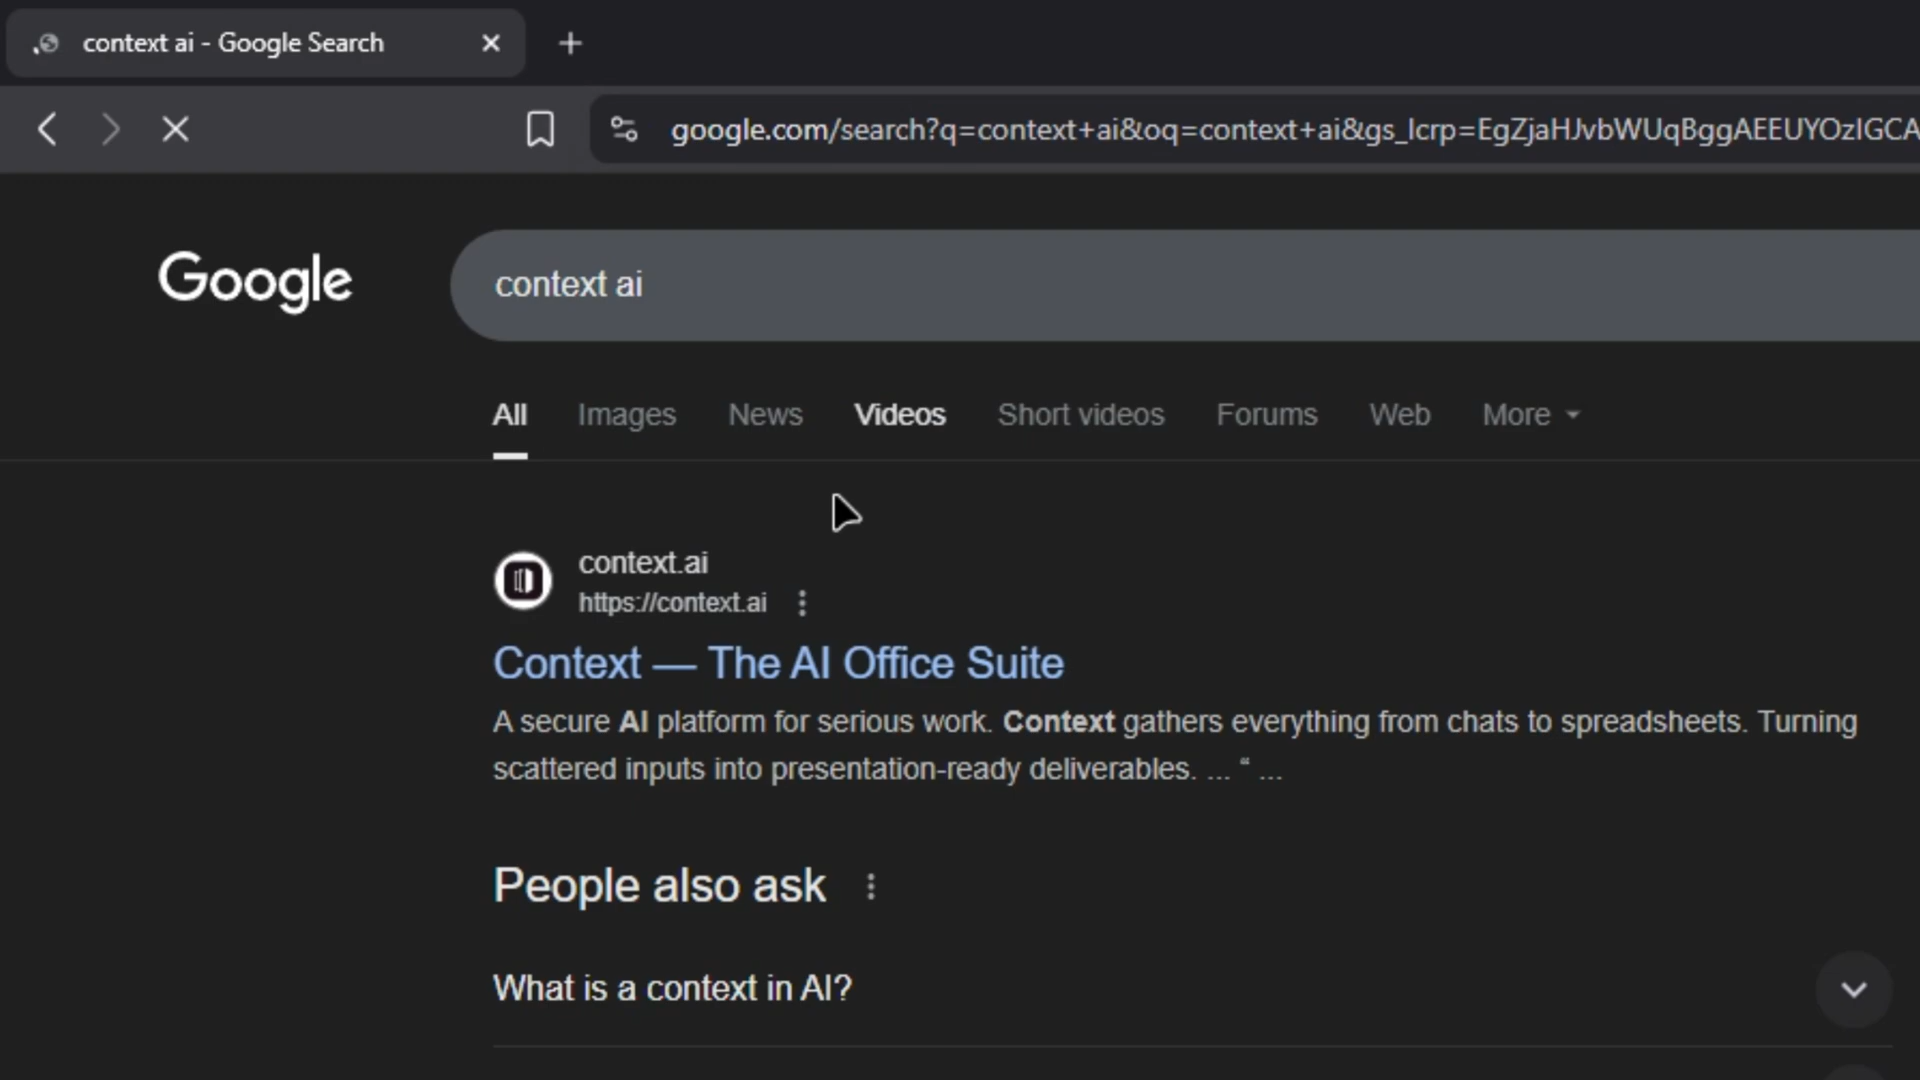 context ai - Google Search
google.com/search?q=context+ai&oq=context+ai&gs_lcrp=EgZjaHJvbWUqBggAEEUYOzIGCA
Google
context ai
All Images News Videos Short videos Forums Web More
context.ai
https://context.ai
Context — The AI Office Suite
A secure AI platform for serious work. Context gathers everything from chats to spreadsheets. Turning
scattered inputs into presentation-ready deliverables. ... “ ...
People also ask
What is a context in AI?